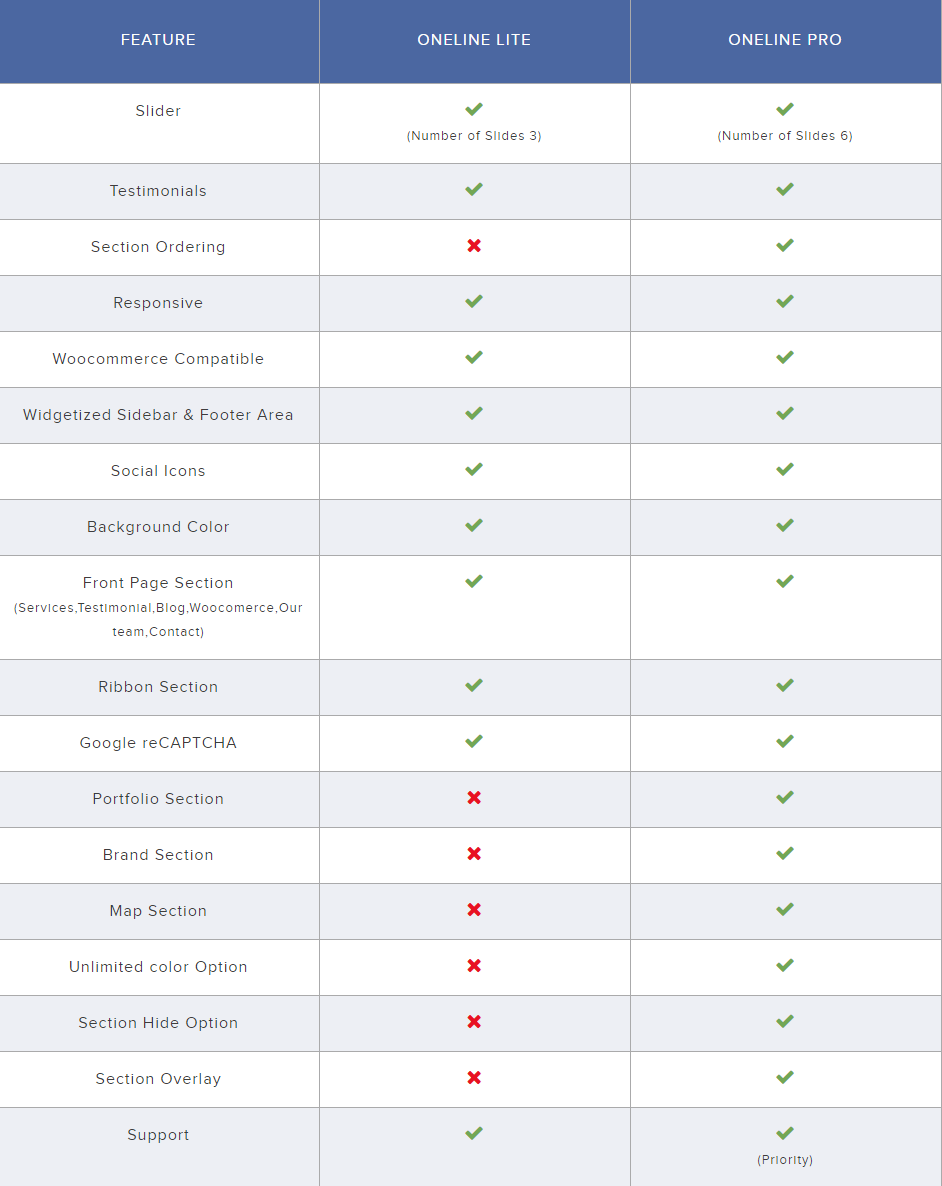 FEATURE ONELINE LITE ONELINE PRO
Slider
(Number of Slides 3) (Number of Slides 6)
Testimonials
Section Ordering
Responsive
Woocommerce Compatible
Widgetized Sidebar & Footer Area
Social Icons
Background Color
Front Page Section
(Services,Testimonial,Blog,Woocomerce,Our
team,Contact)
Ribbon Section
Google reCAPTCHA
Portfolio Section
Brand Section
Map Section
Unlimited color Option
Section Hide Option
Section Overlay
Support
(Priority)